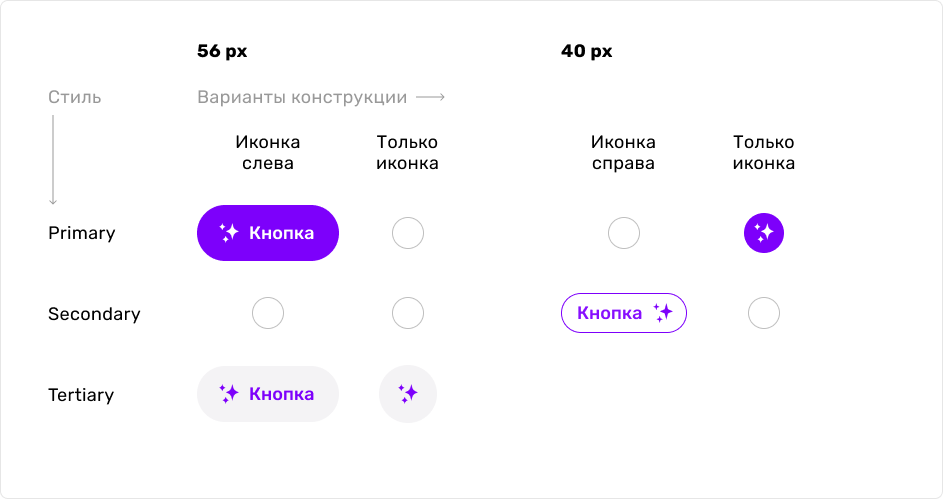 56 px
40 px
Стиль
Варианты конструкции
Иконка
слева
Только
иконка
Иконка
справа
Только
иконка
Primary
Кнопка
Secondary
Кнопка
Tertiary
Кнопка